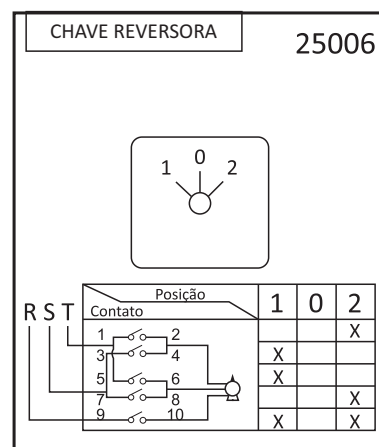 CHAVE REVERSORA
25006
1 0 2
R S T
Posição
Contato
1 0 2
1 2 X
3 4 X
5 6 X
7 8 X
9 10 X X